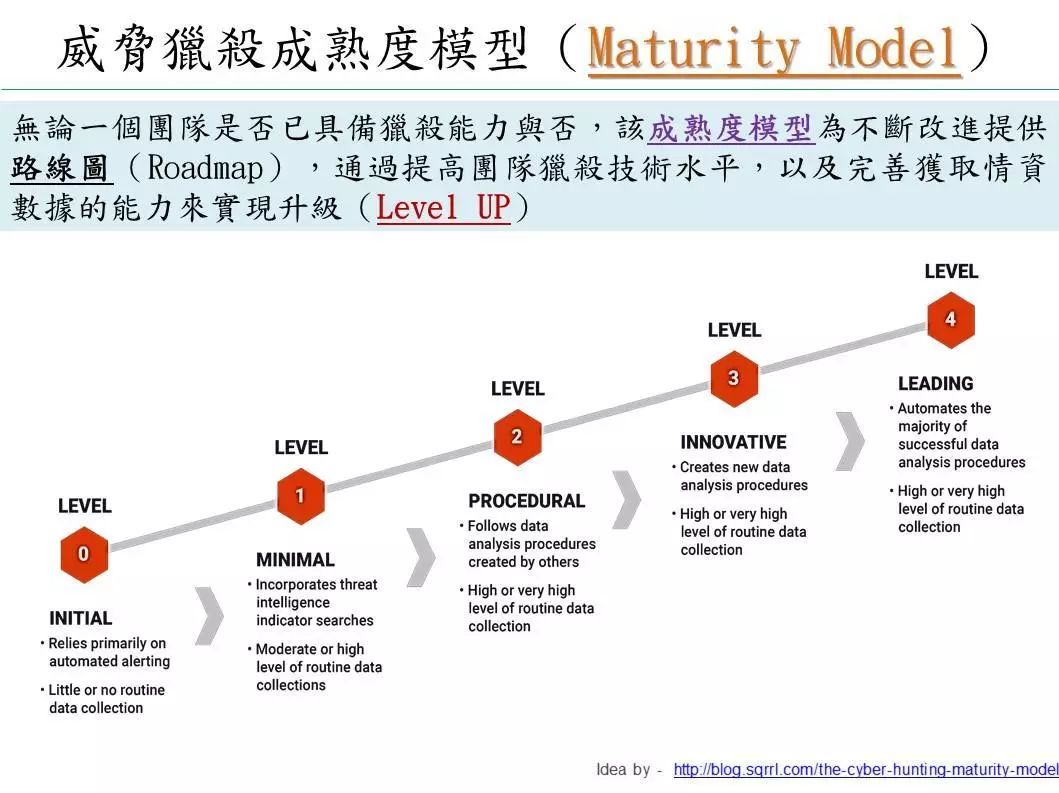 威脅獵殺成熟度模型（Maturity Model）
無論一個團隊是否已具備獵殺能力與否，該成熟度模型為不斷改進提供
路線圖（Roadmap），通過提高團隊獵殺技術水平，以及完善獲取情資
數據的能力來實現升級（Level UP）
LEVEL
0
INITIAL
• Relies primarily on
automated alerting
• Little or no routine
data collection
LEVEL
1
MINIMAL
• Incorporates threat
intelligence
indicator searches
• Moderate or high
level of routine data
collections
LEVEL
2
PROCEDURAL
• Follows data
analysis procedures
created by others
• High or very high
level of routine data
collection
LEVEL
3
INNOVATIVE
• Creates new data
analysis procedures
• High or very high
level of routine data
collection
LEVEL
4
LEADING
• Automates the
majority of
successful data
analysis procedures
• High or very high
level of routine data
collection
Idea by - http://blog.sqrrl.com/the-cyber-hunting-maturity-model